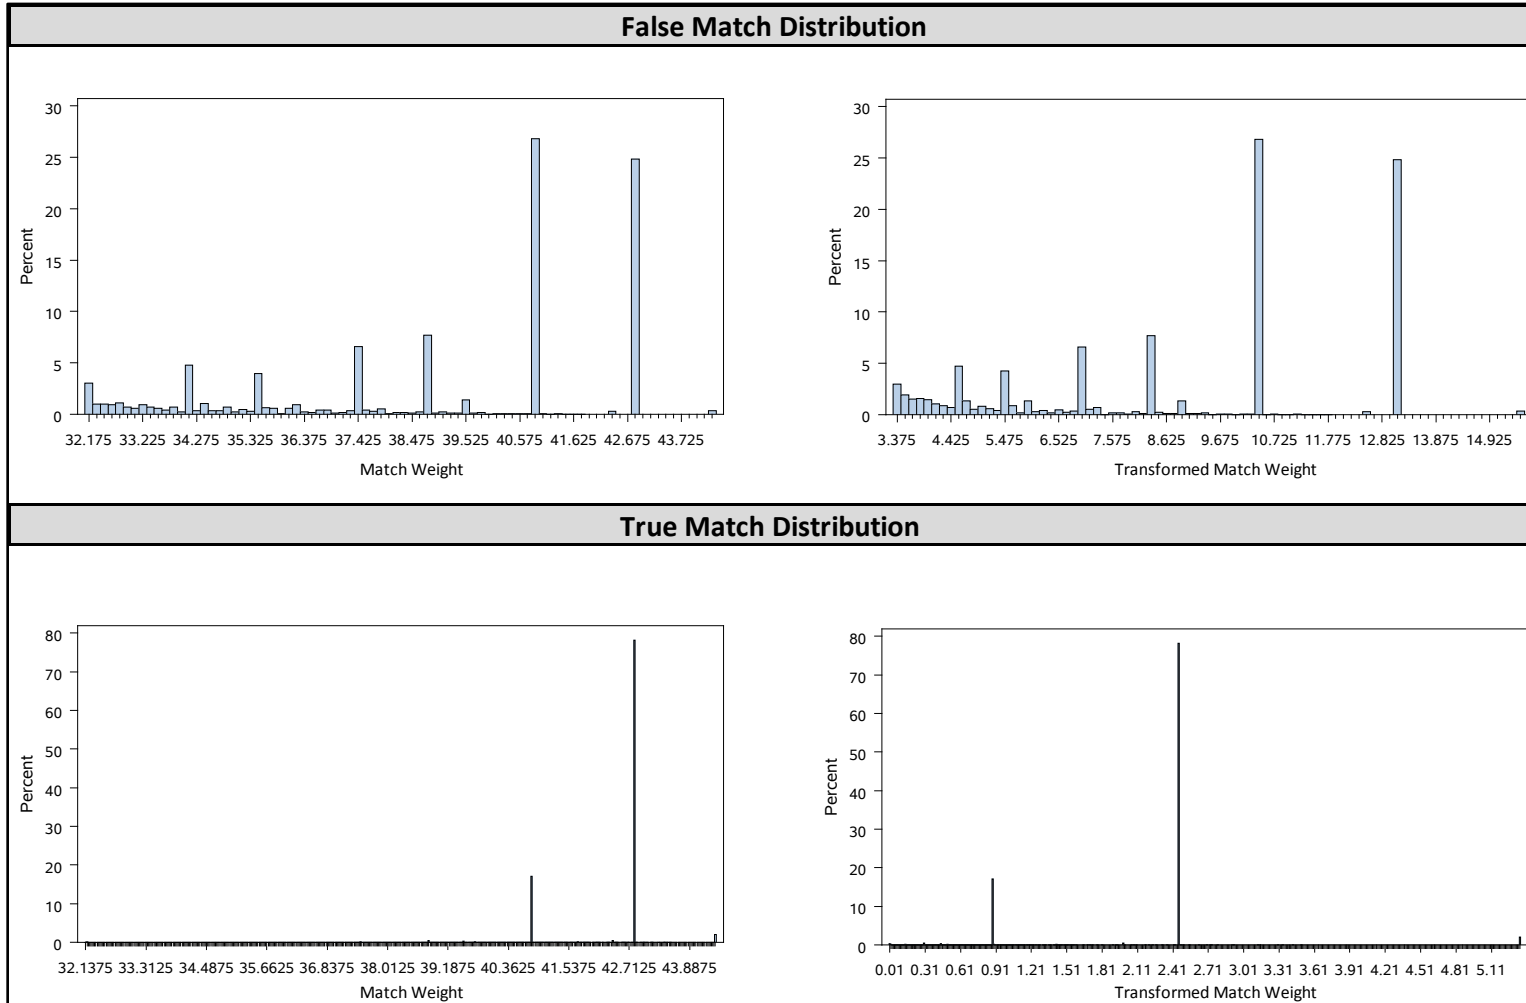 False Match Distribution
30
25
20
15
10
5
0
Percent
32.175 33.225 34.275 35.325 36.375 37.425 38.475 39.525 40.575 41.625 42.675 43.725
Match Weight
30
25
20
15
10
5
0
Percent
3.375 4.425 5.475 6.525 7.575 8.625 9.675 10.725 11.775 12.825 13.875 14.925
Transformed Match Weight
True Match Distribution
80
70
60
50
40
30
20
10
0
Percent
32.1375 33.3125 34.4875 35.6625 36.8375 38.0125 39.1875 40.3625 41.5375 42.7125 43.8875
Match Weight
80
70
60
50
40
30
20
10
0
Percent
0.01 0.31 0.61 0.91 1.21 1.51 1.81 2.11 2.41 2.71 3.01 3.31 3.61 3.91 4.21 4.51 4.81 5.11
Transformed Match Weight